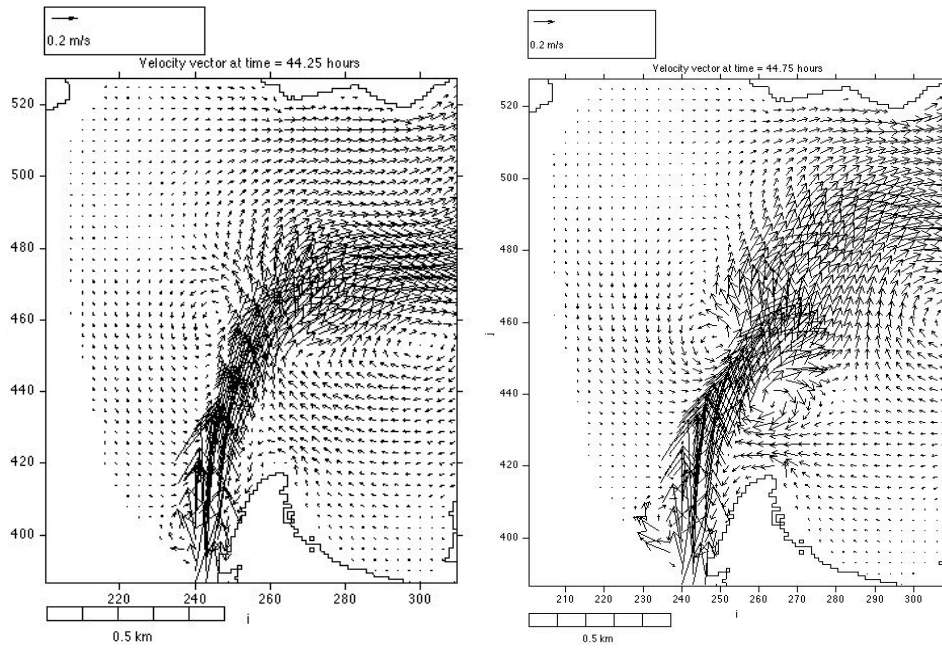 0.2 m/s
Velocity vector at time = 44.25 hours
520
500
480
460
440
420
400
220 240 260 280 300
i
0.5 km
0.2 m/s
Velocity vector at time = 44.75 hours
520
500
480
j
460
440
420
400
210 220 230 240 250 260 270 280 290 300
i
0.5 km